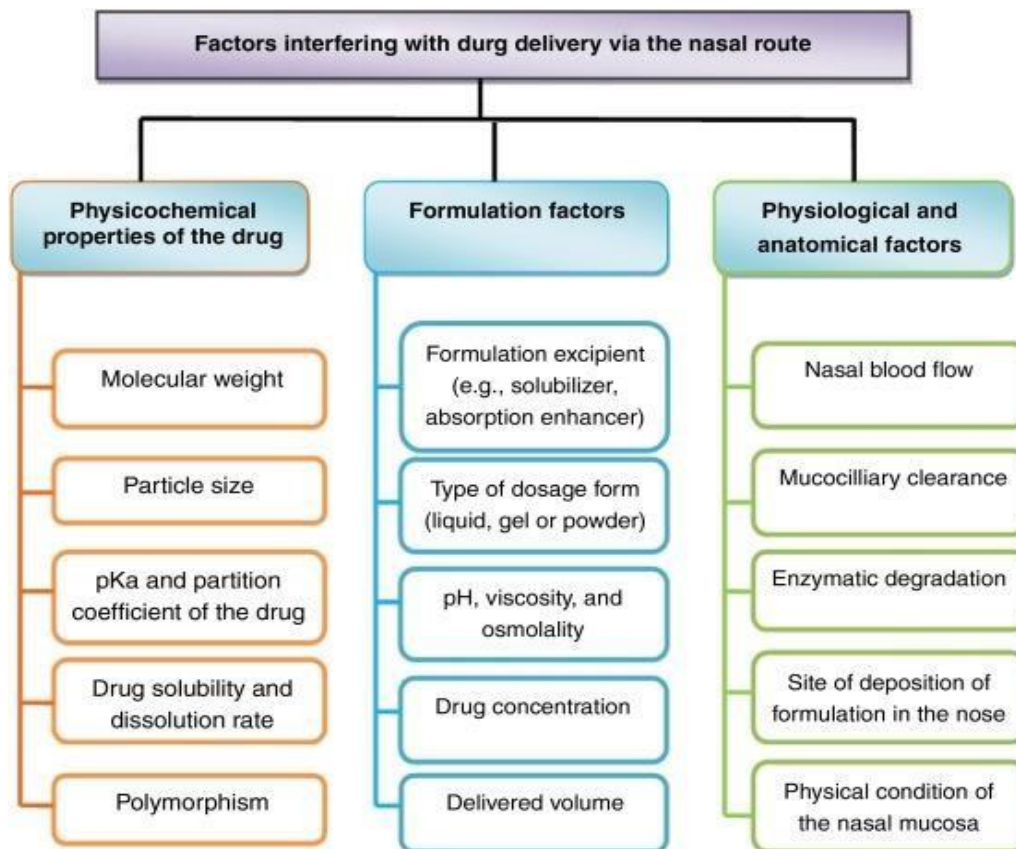 Factors interfering with durg delivery via the nasal route
Physicochemical
properties of the drug
Molecular weight
Particle size
pKa and partition
coefficient of the drug
Drug solubility and
dissolution rate
Polymorphism
Formulation factors
Formulation excipient
(e.g., solubilizer,
absorption enhancer)
Type of dosage form
(liquid, gel or powder)
pH, viscosity, and
osmolality
Drug concentration
Delivered volume
Physiological and
anatomical factors
Nasal blood flow
Mucocilliary clearance
Enzymatic degradation
Site of deposition of
formulation in the nose
Physical condition of
the nasal mucosa